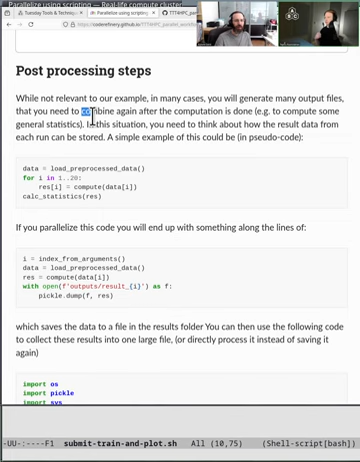 Parallelize using scripting — Real-life compute cluster
Tuesday Tools & Technique
Parallelize using scripting
TTT4HPC_p
https://coderefinery.github.io/TTT4HPC_parallel_workflo
Post processing steps
While not relevant to our example, in many cases, you will generate many output files,
that you need to combine again after the computation is done (e.g. to compute some
general statistics). In this situation, you need to think about how the result data from
each run can be stored. A simple example of this could be (in pseudo-code):
data = load_preprocessed_data()
for i in 1..20:
res[i] = compute(data[i])
calc_statistics(res)
If you parallelize this code you will end up with something along the lines of:
i = index_from_arguments()
data = load_preprocessed_data()
res = compute(data[i])
with open(f'outputs/result_{i}') as f:
pickle.dump(f, res)
which saves the data to a file in the results folder You can then use the following code
to collect these results into one large file, (or directly process it instead of saving it
again)
import os
import pickle
import sys
-UU-:----F1 submit-train-and-plot.sh All (10,75) (Shell-script[bash)